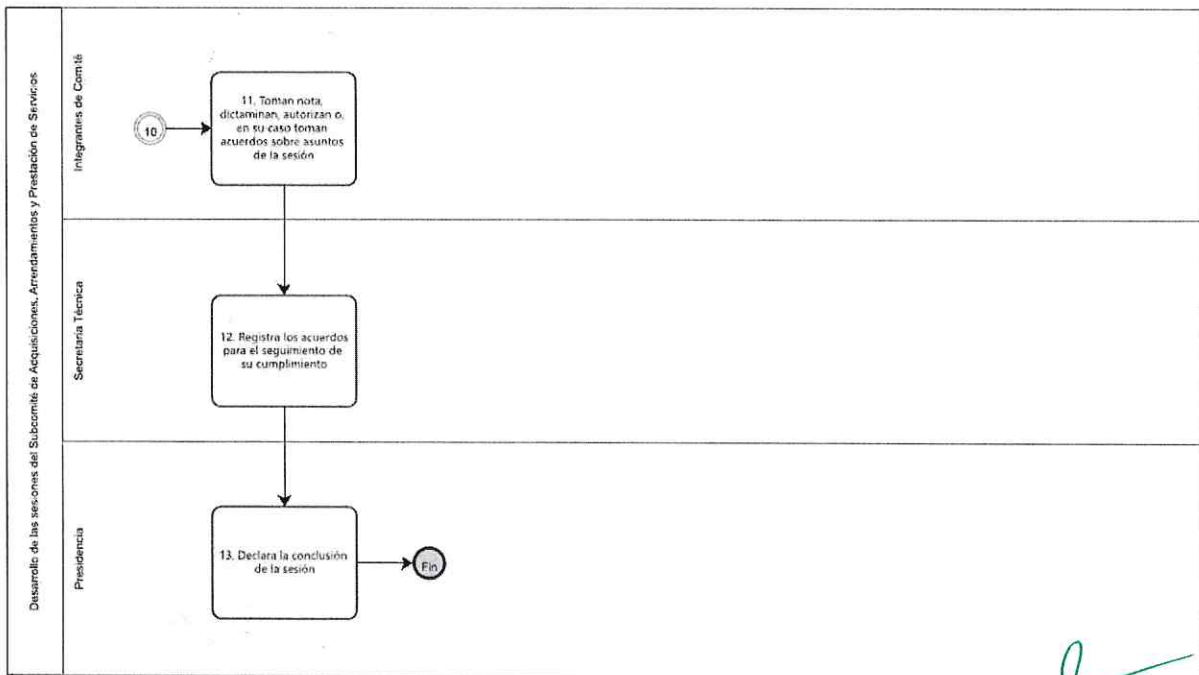 Desarrollo de las sesiones del Subcomité de Adquisiciones, Arrendamientos y Prestación de Servicios
Integrantes de Comité
10
11. Toman nota,
dictaminan, autorizan o,
en su caso toman
acuerdos sobre asuntos
de la sesión
Secretaría Técnica
12. Registra los acuerdos
para el seguimiento de
su cumplimiento
Presidencia
13. Declara la conclusión
de la sesión
Fin